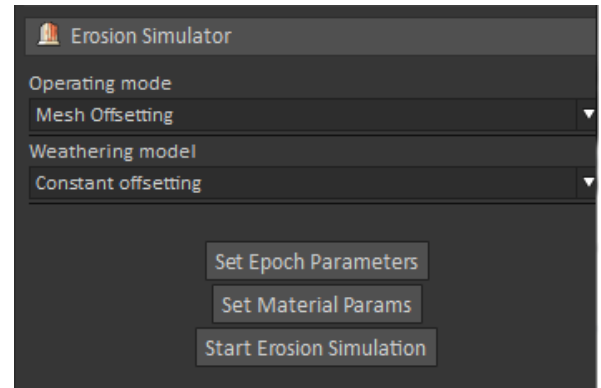 Erosion Simulator
Operating mode
Mesh Offsetting
Weathering model
Constant offsetting
Set Epoch Parameters
Set Material Params
Start Erosion Simulation